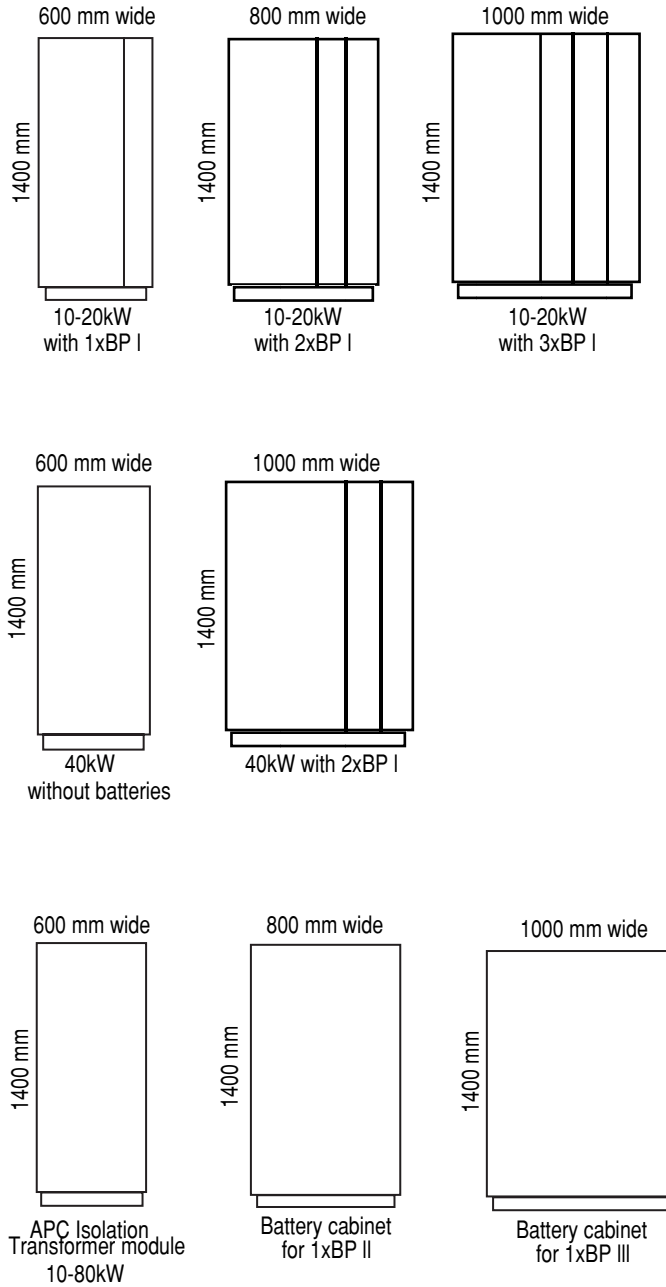 600 mm wide
1400 mm
10-20kW
with 1xBP I
800 mm wide
1400 mm
10-20kW
with 2xBP I
1000 mm wide
1400 mm
10-20kW
with 3xBP I
600 mm wide
1400 mm
40kW
without batteries
1000 mm wide
1400 mm
40kW with 2xBP I
600 mm wide
1400 mm
APC Isolation
Transformer module
10-80kW
800 mm wide
1400 mm
Battery cabinet
for 1xBP II
1000 mm wide
1400 mm
Battery cabinet
for 1xBP III